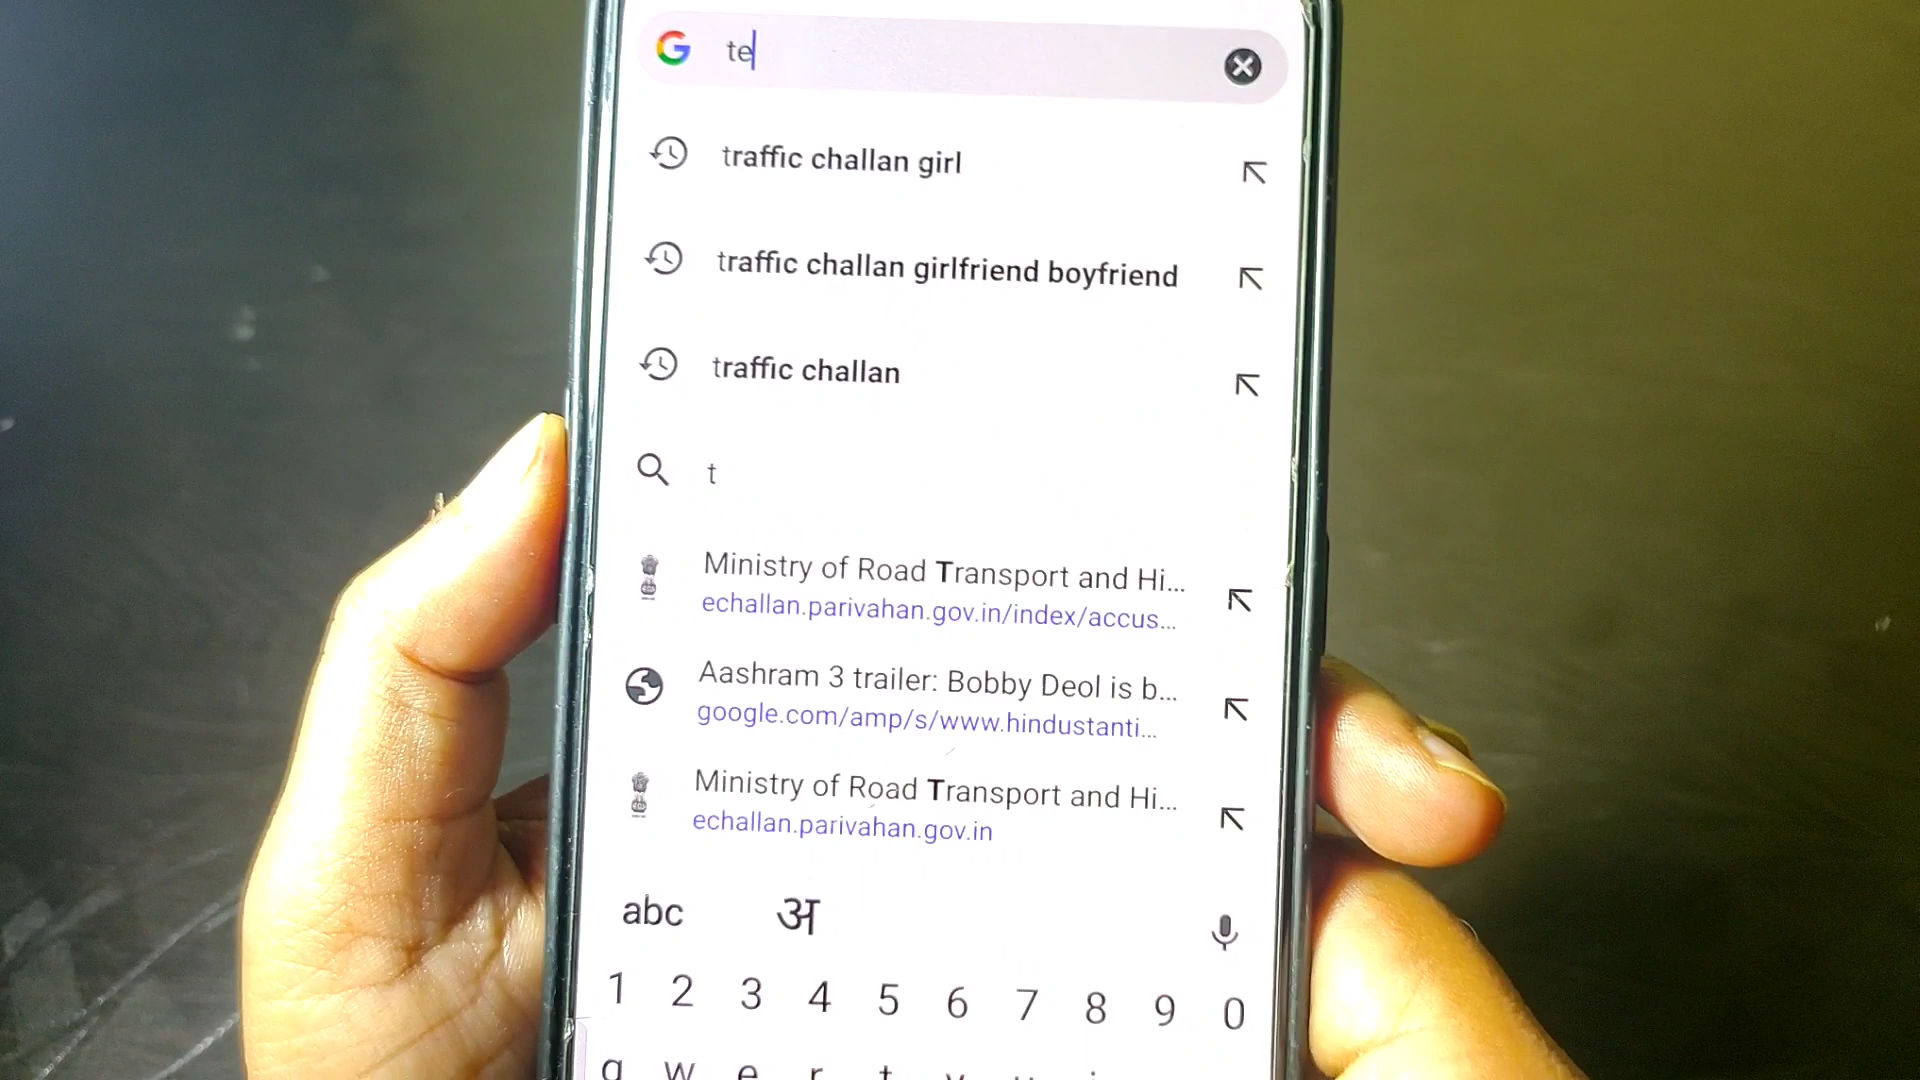 te
traffic challan girl
traffic challan girlfriend boyfriend
traffic challan
t
Ministry of Road Transport and Hi...
echallan.parivahan.gov.in/index/accus...
Aashram 3 trailer: Bobby Deol is b...
google.com/amp/s/www.hindustanti...
Ministry of Road Transport and Hi...
echallan.parivahan.gov.in
abc अ
1 2 3 4 5 6 7 8 9 0
q w e r t y u i